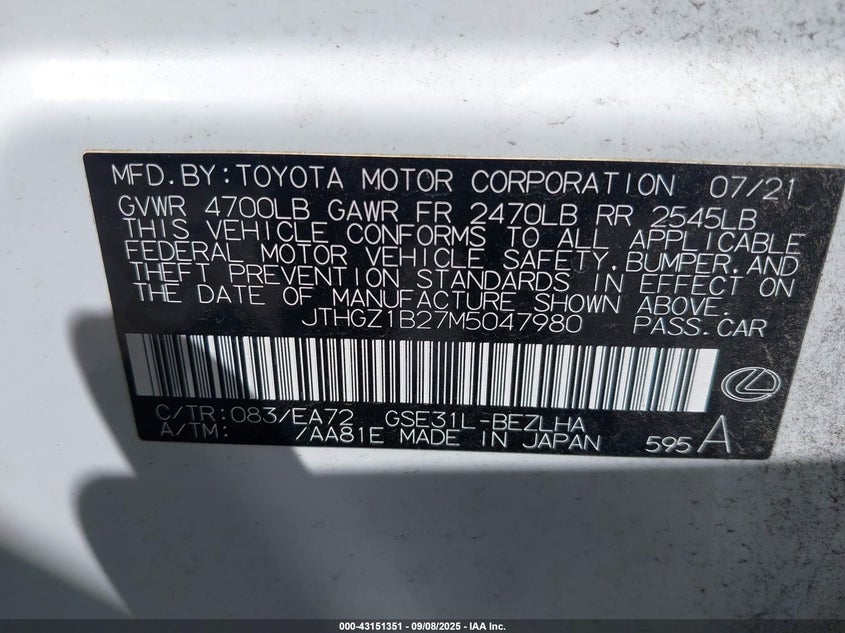 MFD.BY:TOYOTA MOTOR CORPORATION 07/21
GVWR 4700LB GAWR FR 2470LB RR 2545LB
THIS VEHICLE CONFORMS TO ALL APPLICABLE
FEDERAL MOTOR VEHICLE SAFETY,BUMPER,AND
THEFT PREVENTION STANDARDS IN EFFECT ON
THE DATE OF MANUFACTURE SHOWN ABOVE.
JTHGZ1B27M5047980 PASS.CAR
C/TR:083/EA72 GSE31L-BEZLHA
A/TM: /AA81E MADE IN JAPAN 595 A
000-43151351 | 09/08/2025 - IAA Inc.